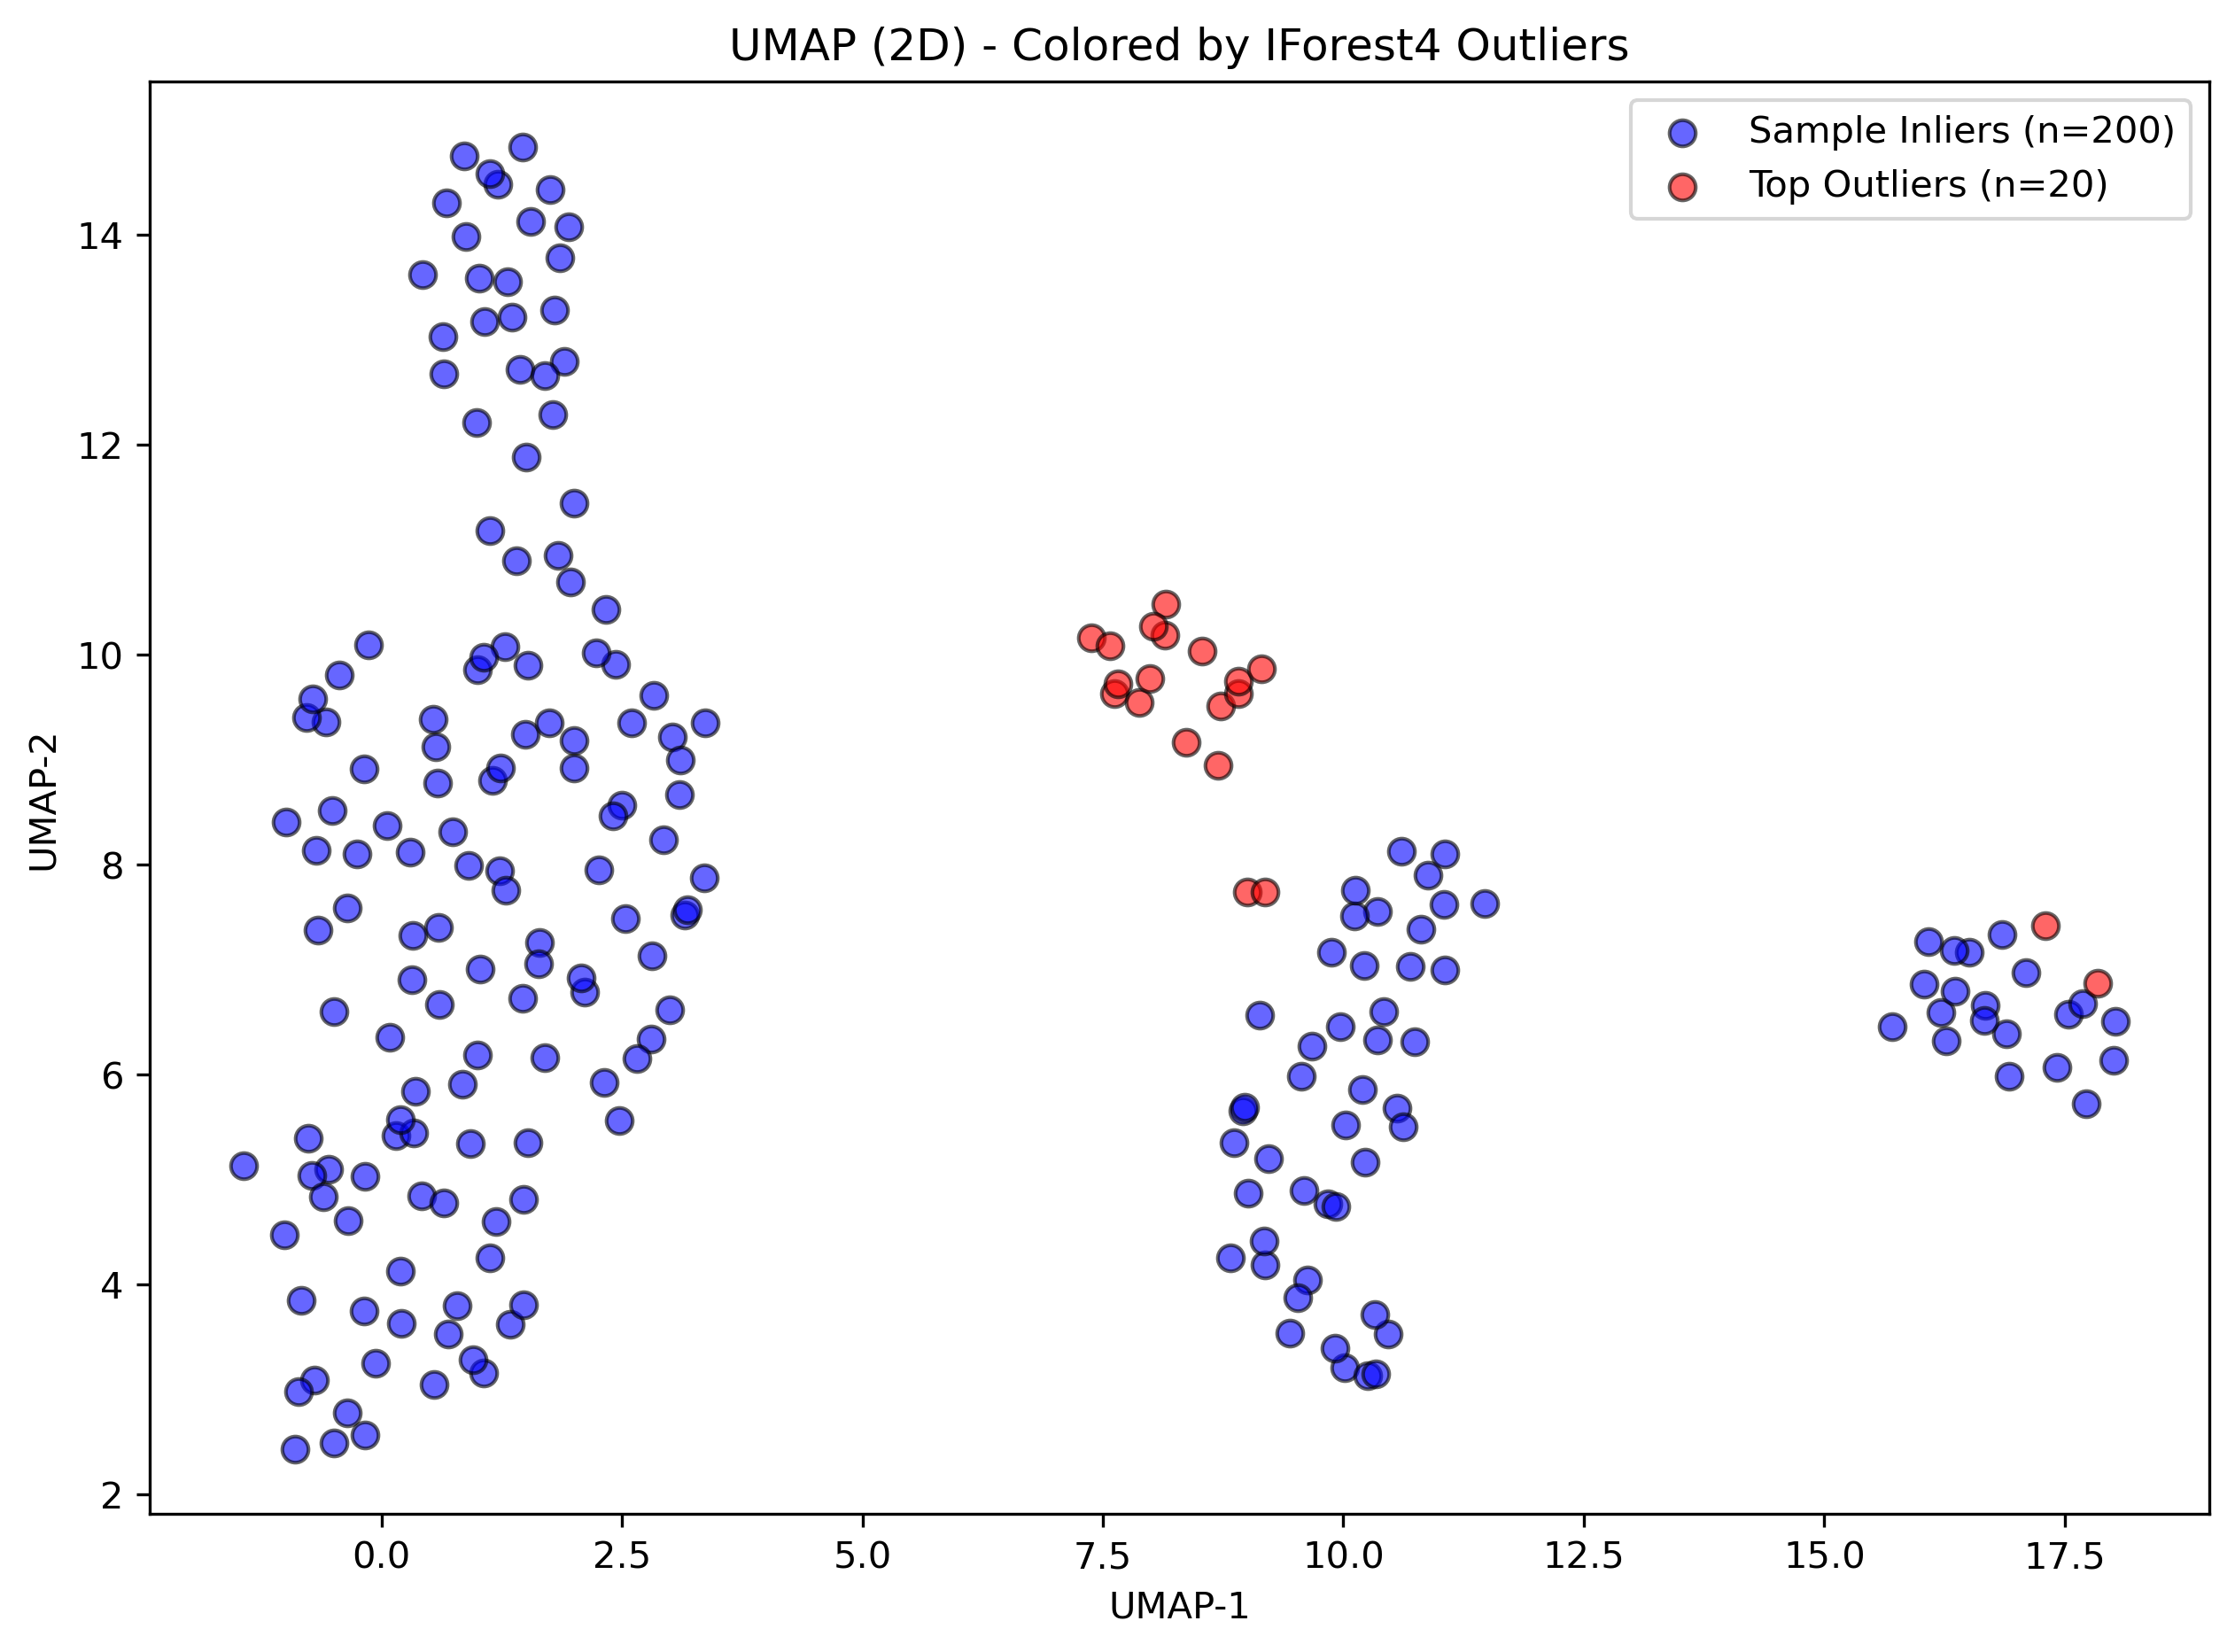 UMAP (2D) - Colored by IForest4 Outliers
Sample Inliers (n=200)
Top Outliers (n=20)
14
12
10
8
6
4
2
UMAP-2
0.0 2.5 5.0 7.5 10.0 12.5 15.0 17.5
UMAP-1